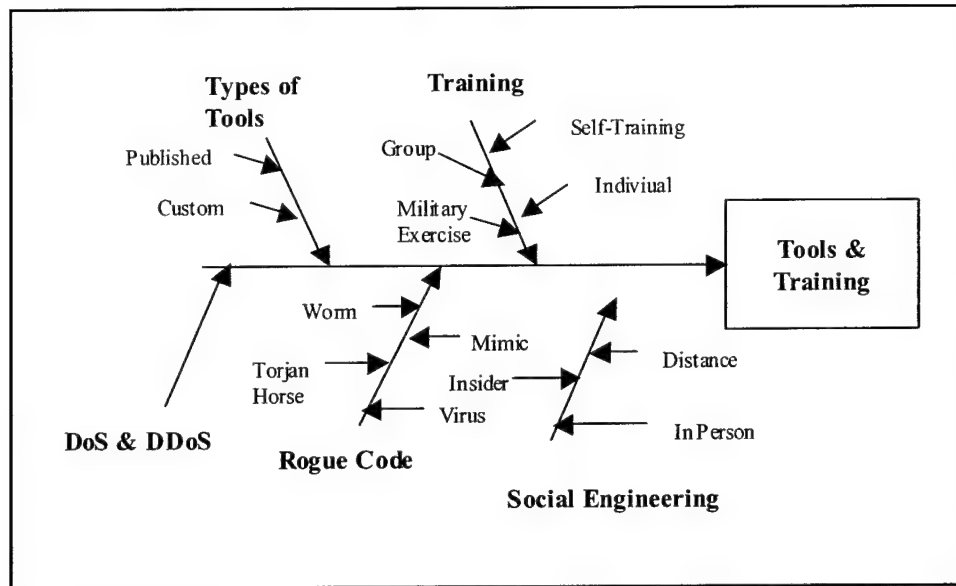 Types of
Tools
Published
Custom
Training
Self-Training
Group
Indiviual
Military
Exercise
Tools &
Training
Worm
Mimic
Torjan
Horse
Virus
Distance
Insider
In Person
DoS & DDoS
Rogue Code
Social Engineering